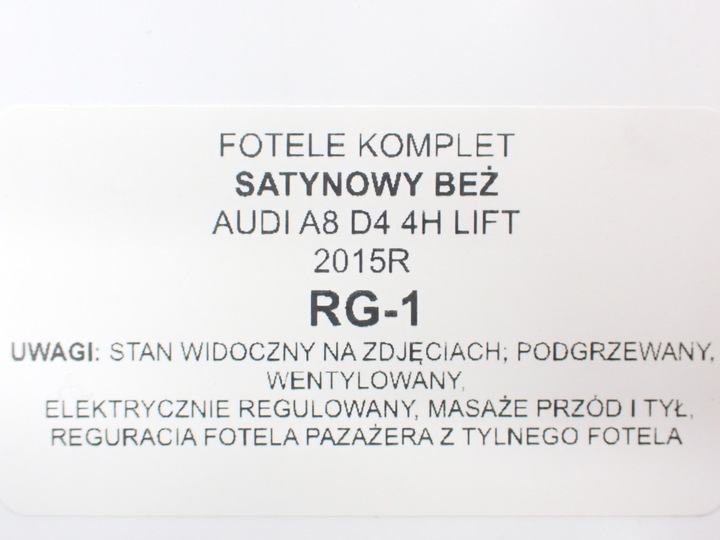 FOTELE KOMPLET
SATYNOWY BEŻ
AUDI A8 D4 4H LIFT
2015R
RG-1
UWAGI: STAN WIDOCZNY NA ZDJĘCIACH; PODGRZEWANY,
WENTYLOWANY,
ELEKTRYCZNIE REGULOWANY, MASAŻE PRZÓD I TYŁ,
REGURACIA FOTELA PAZAŻERA Z TYLNEGO FOTELA